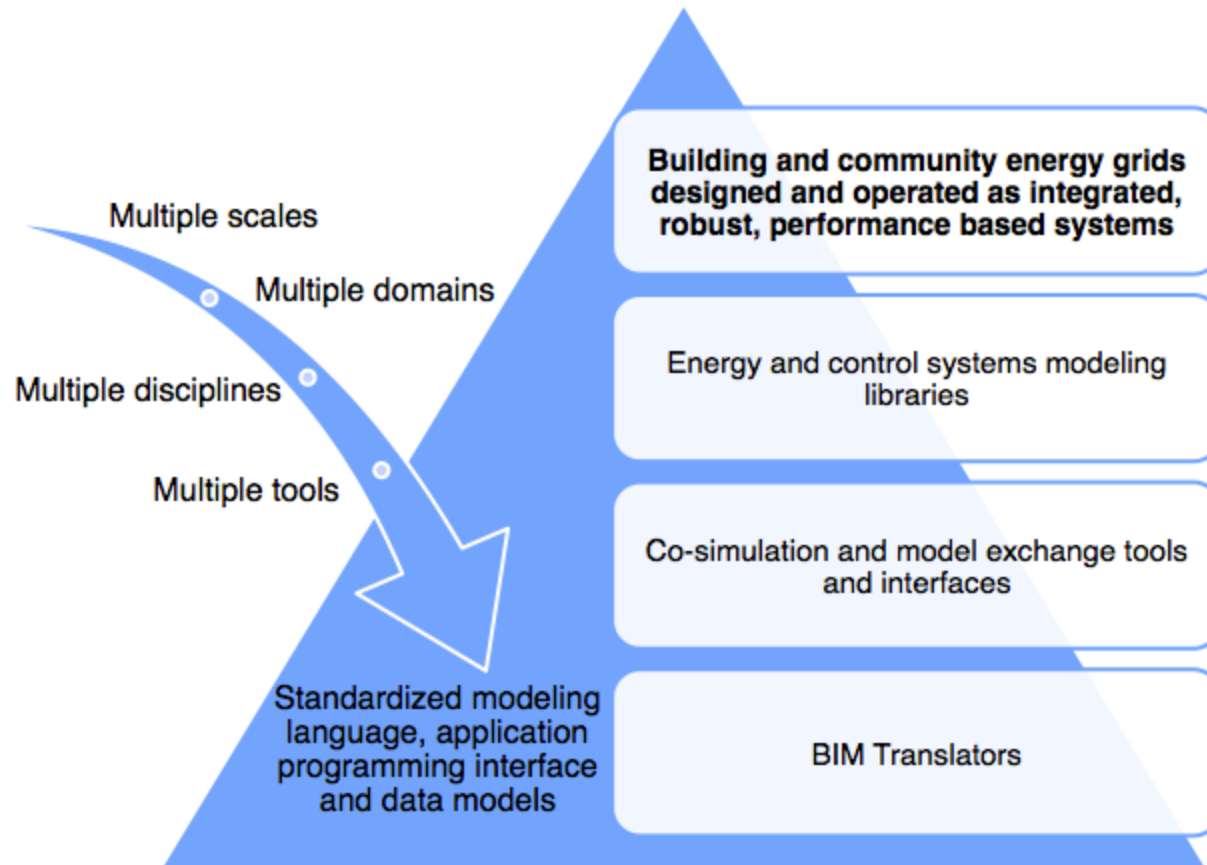 Building and community energy grids
designed and operated as integrated,
robust, performance based systems
Multiple scales
Multiple domains
Energy and control systems modeling
libraries
Multiple disciplines
Multiple tools
Co-simulation and model exchange tools
and interfaces
Standardized modeling
language, application
programming interface
and data models
BIM Translators